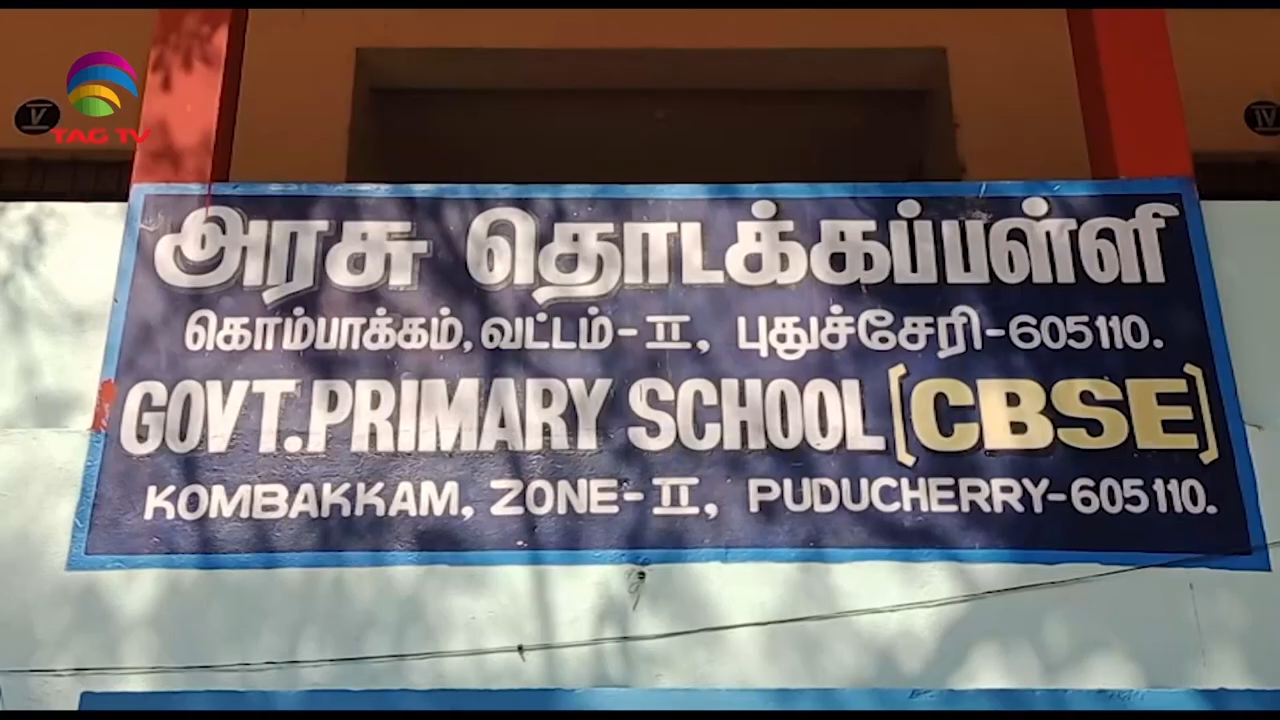 V
TAG TV
IV
அரசு தொடக்கப்பள்ளி
கொம்பாக்கம், வட்டம்-II, புதுச்சேரி-605110.
GOVT.PRIMARY SCHOOL [CBSE]
KOMBAKKAM, ZONE-II, PUDUCHERRY-605110.